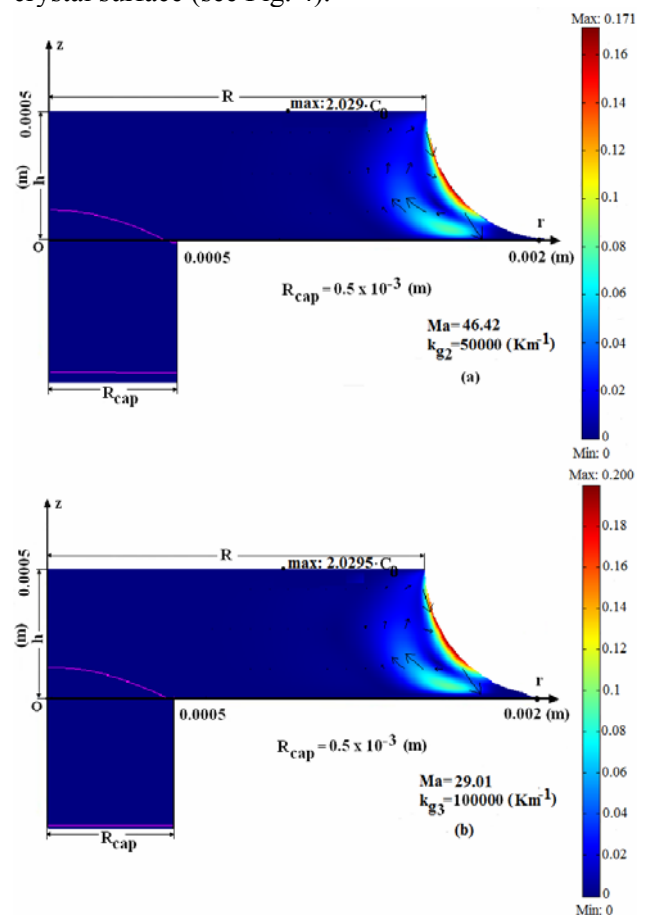 crystal surface (see Fig. 4).
Max: 0.171
z
R
max: 2.029·C0
0.0005
(m)
h
0.16
0.14
0.12
0.1
0.08
0.06
0.04
0.02
0
Min: 0
r
O
0.0005
0.002 (m)
Rcap = 0.5 x 10-3 (m)
Ma= 46.42
kg2=50000 (Km-1)
(a)
Rcap
Max: 0.200
z
R
max: 2.0295·C0
0.0005
(m)
h
0.18
0.16
0.14
0.12
0.1
0.08
0.06
0.04
0.02
0
Min: 0
r
O
0.0005
0.002 (m)
Rcap = 0.5 x 10-3 (m)
Ma= 29.01
kg3=100000 (Km-1)
(b)
Rcap